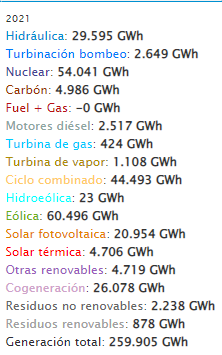 2021
Hidráulica: 29.595 GWh
Turbinación bombeo: 2.649 GWh
Nuclear: 54.041 GWh
Carbón: 4.986 GWh
Fuel + Gas: −0 GWh
Motores diésel: 2.517 GWh
Turbina de gas: 424 GWh
Turbina de vapor: 1.108 GWh
Ciclo combinado: 44.493 GWh
Hidroeólica: 23 GWh
Eólica: 60.496 GWh
Solar fotovoltaica: 20.954 GWh
Solar térmica: 4.706 GWh
Otras renovables: 4.719 GWh
Cogeneración: 26.078 GWh
Residuos no renovables: 2.238 GWh
Residuos renovables: 878 GWh
Generación total: 259.905 GWh